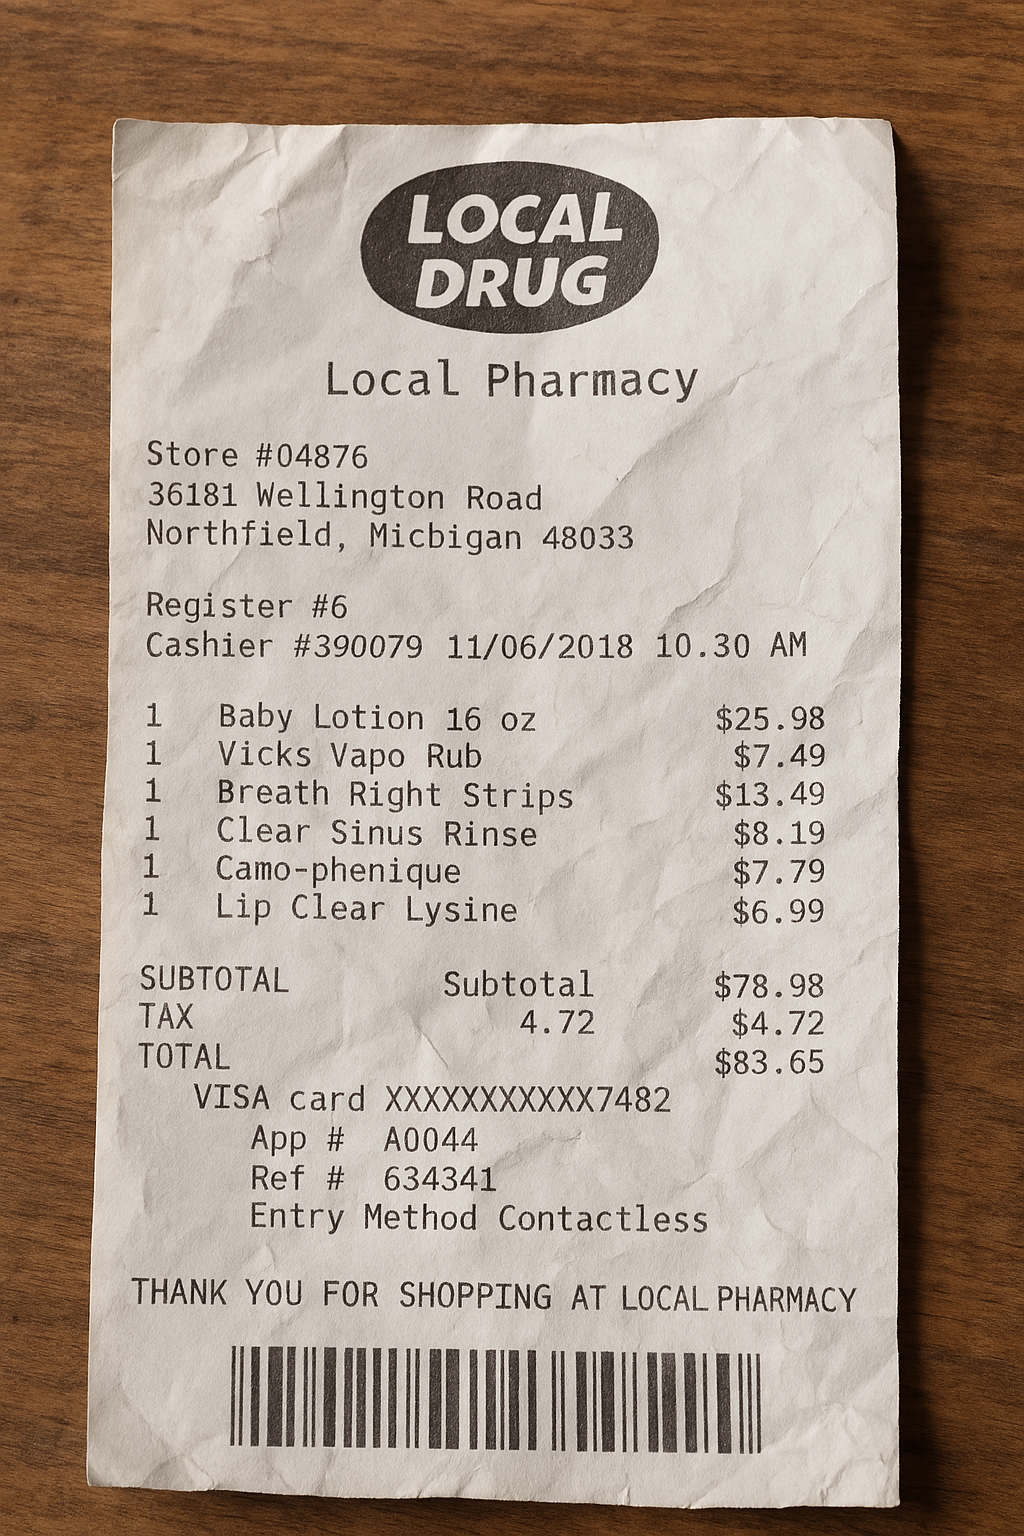 LOCAL
DRUG
Local Pharmacy
Store #04876
36181 Wellington Road
Northfield, Micbigan 48033
Register #6
Cashier #390079 11/06/2018 10.30 AM
1 Baby Lotion 16 oz $25.98
1 Vicks Vapo Rub $7.49
1 Breath Right Strips $13.49
1 Clear Sinus Rinse $8.19
1 Camo-phenique $7.79
1 Lip Clear Lysine $6.99
SUBTOTAL Subtotal $78.98
TAX 4.72 $4.72
TOTAL $83.65
VISA card XXXXXXXXXXX7482
App # A0044
Ref # 634341
Entry Method Contactless
THANK YOU FOR SHOPPING AT LOCAL PHARMACY